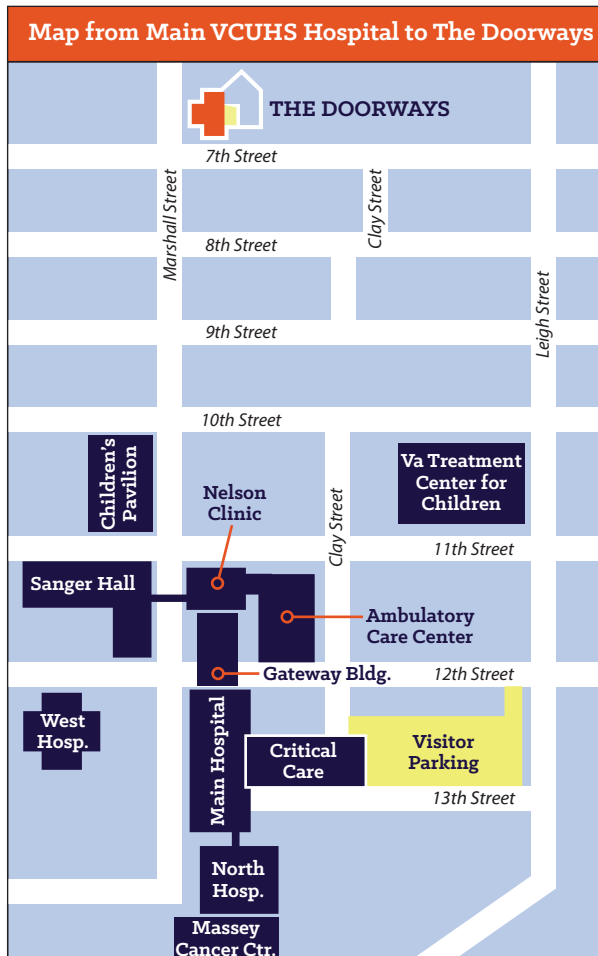 Map from Main VCUHS Hospital to The Doorways
THE DOORWAYS
7th Street
Marshall Street
Clay Street
8th Street
Leigh Street
9th Street
10th Street
Children's
Pavilion
Nelson
Clinic
Va Treatment
Center for
Children
Clay Street
11th Street
Sanger Hall
Ambulatory
Care Center
Gateway Bldg.
12th Street
West
Hosp.
Main Hospital
Critical
Care
Visitor
Parking
13th Street
North
Hosp.
Massey
Cancer Ctr.